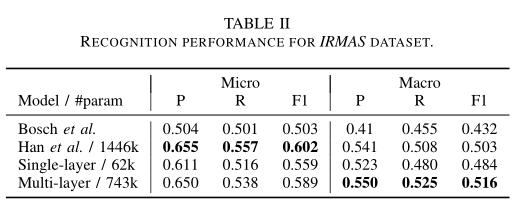 TABLE II
RECOGNITION PERFORMANCE FOR IRMAS DATASET.
Micro Macro
Model / #param P R F1 P R F1
Bosch et al. 0.504 0.501 0.503 0.41 0.455 0.432
Han et al. / 1446k 0.655 0.557 0.602 0.541 0.508 0.503
Single-layer / 62k 0.611 0.516 0.559 0.523 0.480 0.484
Multi-layer / 743k 0.650 0.538 0.589 0.550 0.525 0.516